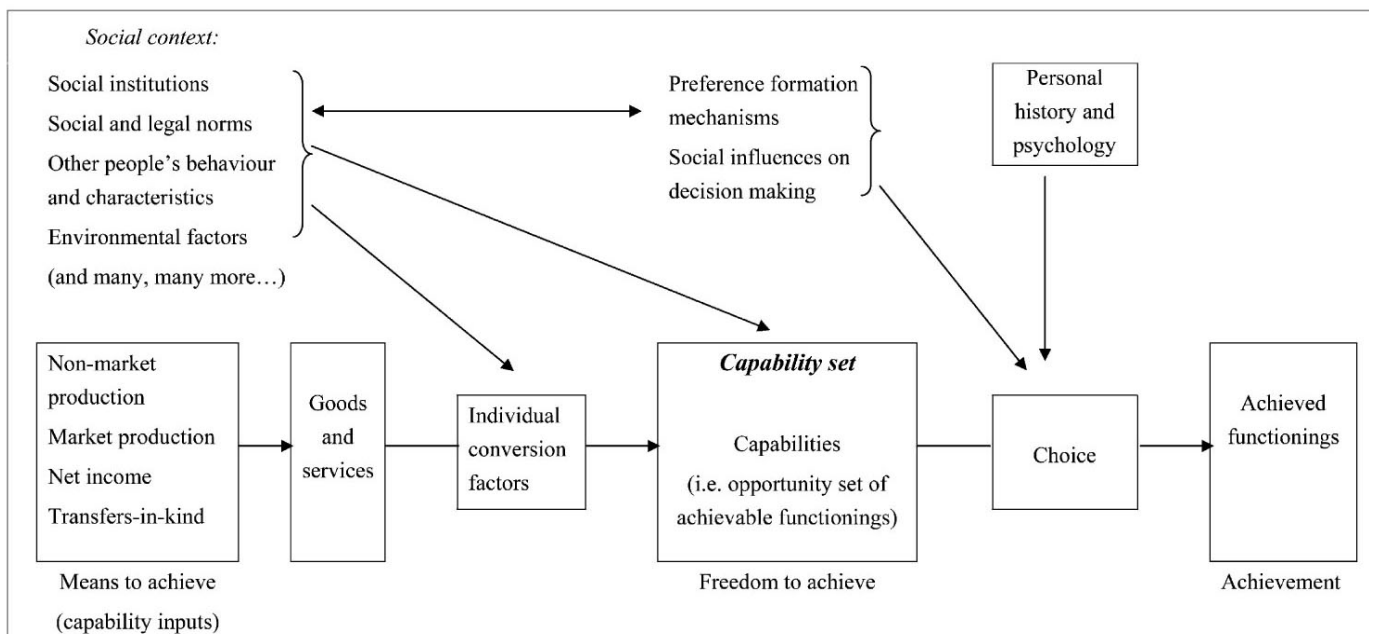 Social context:
Social institutions
Social and legal norms
Other people's behaviour
and characteristics
Environmental factors
(and many, many more…)
Preference formation
mechanisms
Social influences on
decision making
Personal
history and
psychology
Non-market
production
Market production
Net income
Transfers-in-kind
Means to achieve
(capability inputs)
Goods
and
services
Individual
conversion
factors
Capability set
Capabilities
(i.e. opportunity set of
achievable functionings)
Freedom to achieve
Choice
Achieved
functionings
Achievement